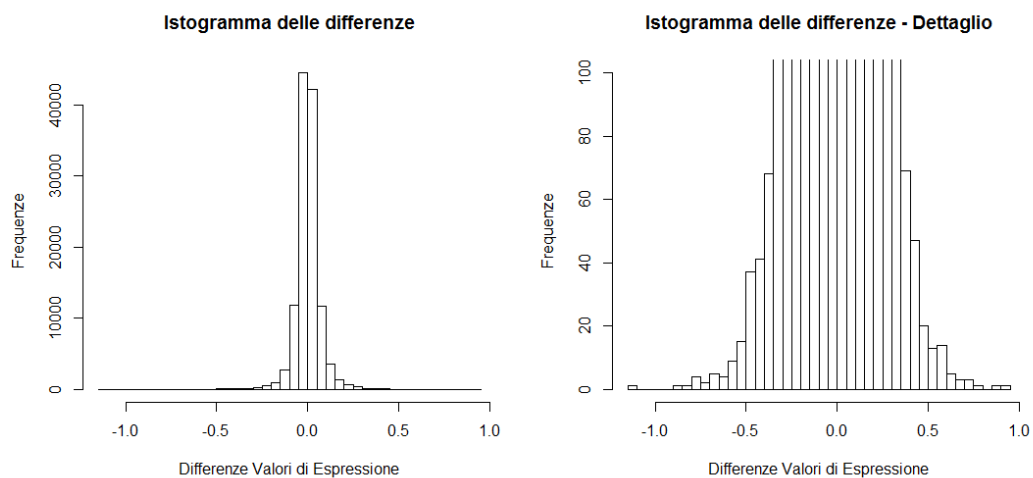 Istogramma delle differenze
Frequenze
0
10000
20000
30000
40000
-1.0 -0.5 0.0 0.5 1.0
Differenze Valori di Espressione
Istogramma delle differenze - Dettaglio
Frequenze
0
20
40
60
80
100
-1.0 -0.5 0.0 0.5 1.0
Differenze Valori di Espressione